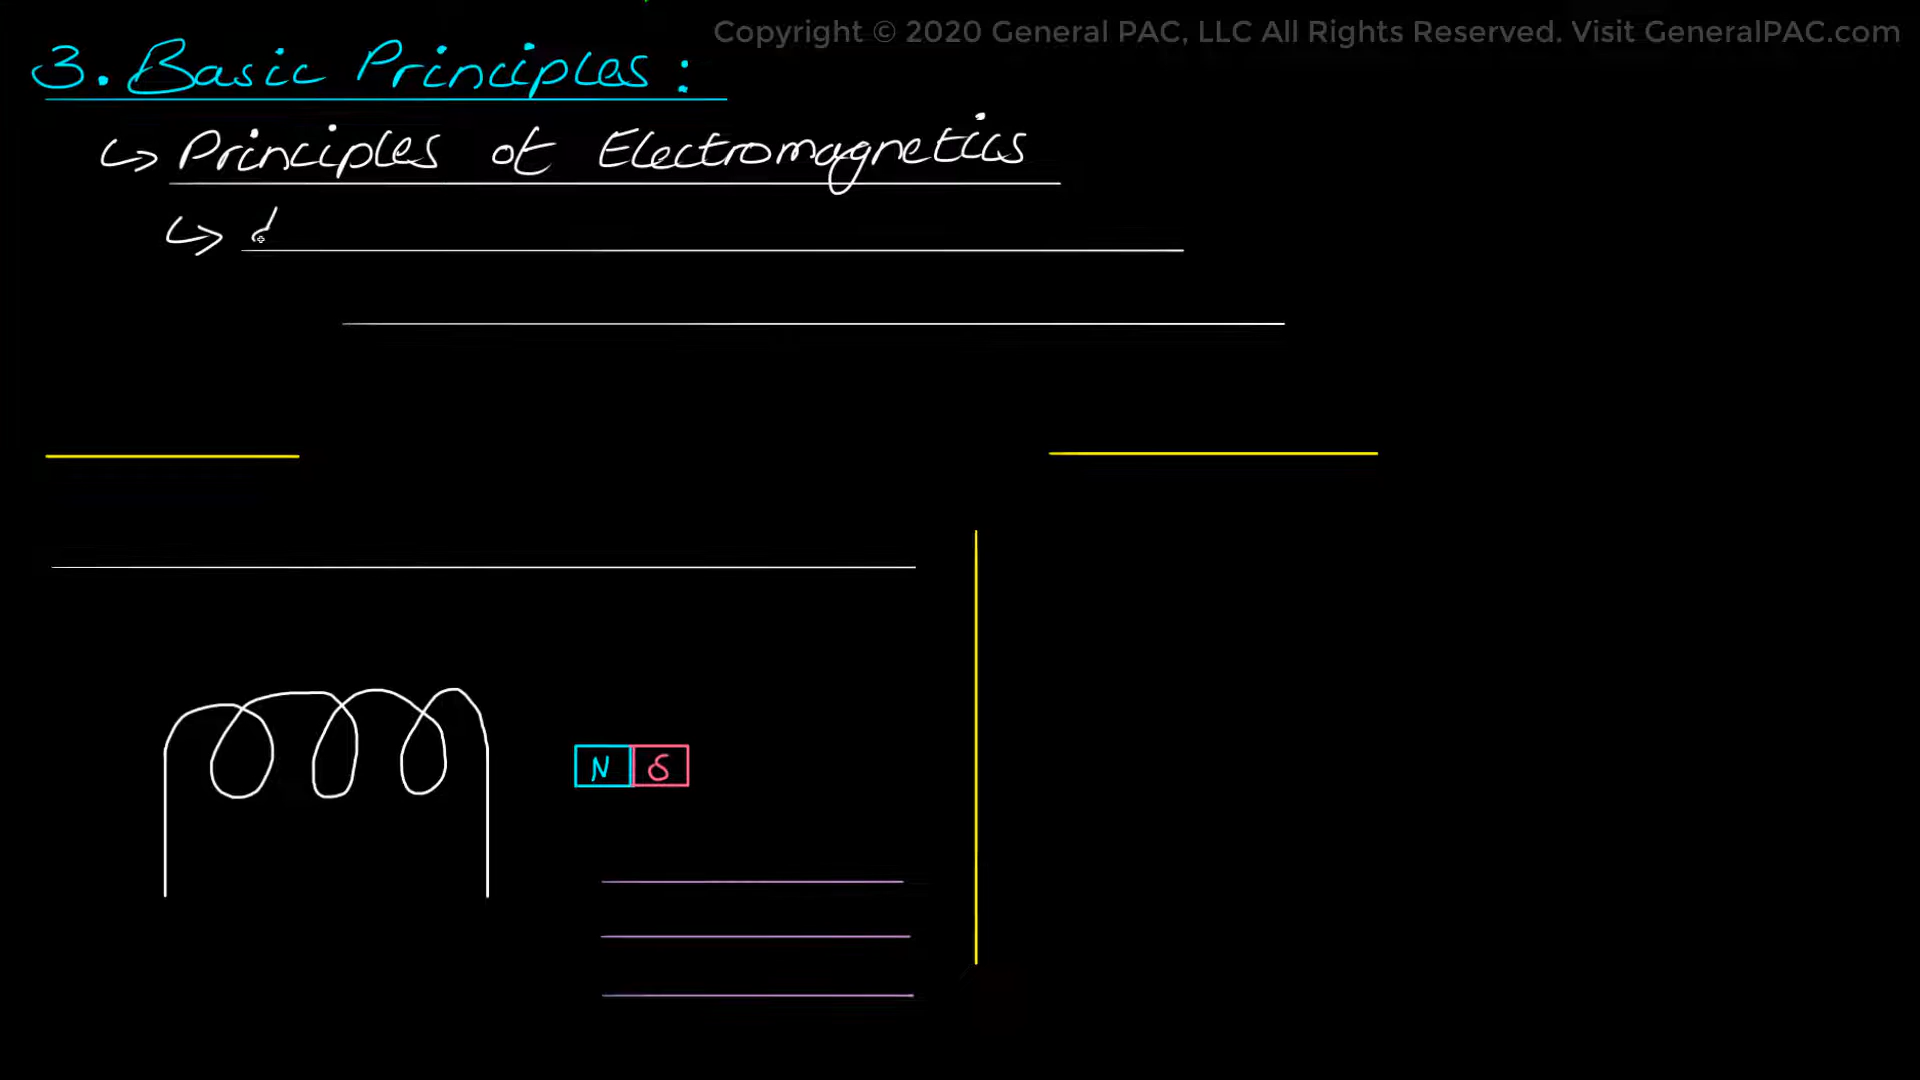 Copyright © 2020 General PAC, LLC All Rights Reserved. Visit GeneralPAC.com
3. Basic Principles:
↳ Principles of Electromagnetics
↳ d
N S